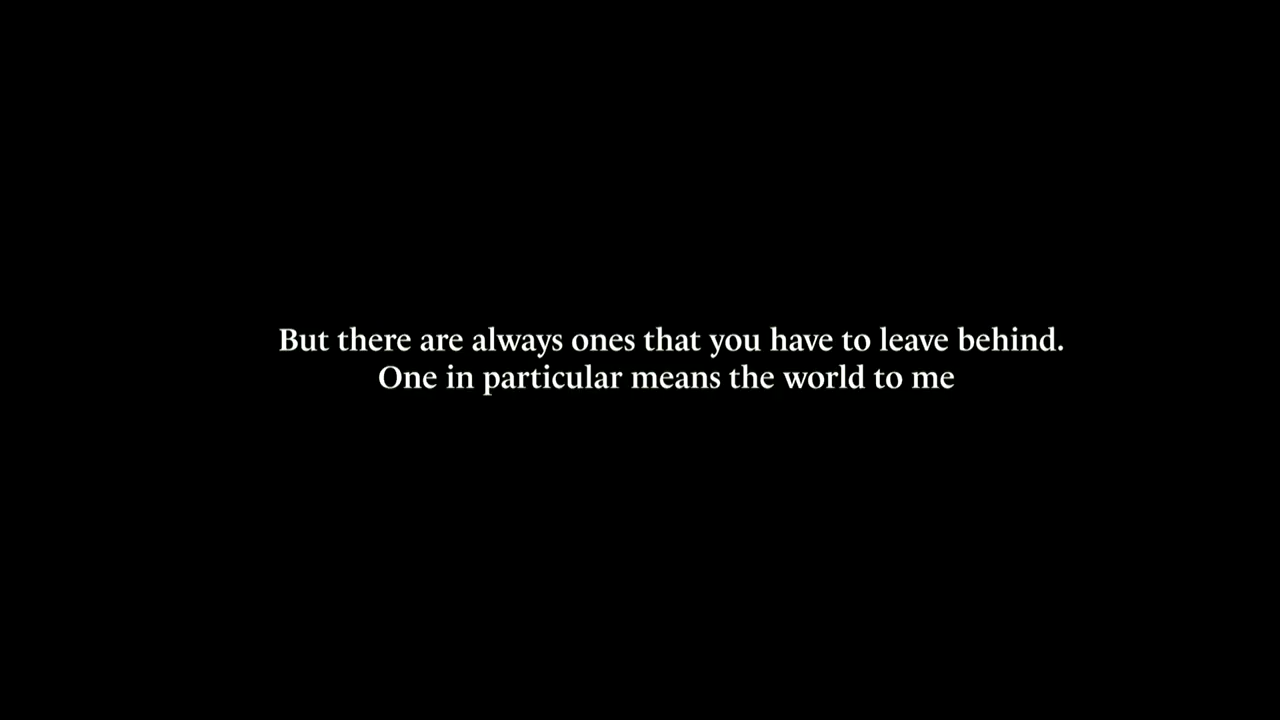 But there are always ones that you have to leave behind.
One in particular means the world to me